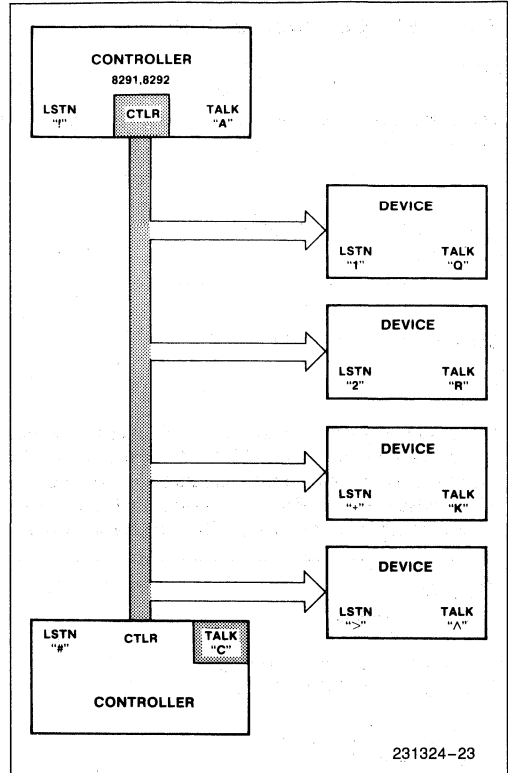 CONTROLLER
8291,8292
LSTN CTLR TALK
"!" "A"
DEVICE
LSTN TALK
"1" "Q"
DEVICE
LSTN TALK
"2" "R"
DEVICE
LSTN TALK
"+" "K"
DEVICE
LSTN TALK
">" "^"
LSTN CTLR TALK
"#" "C"
CONTROLLER
231324-23